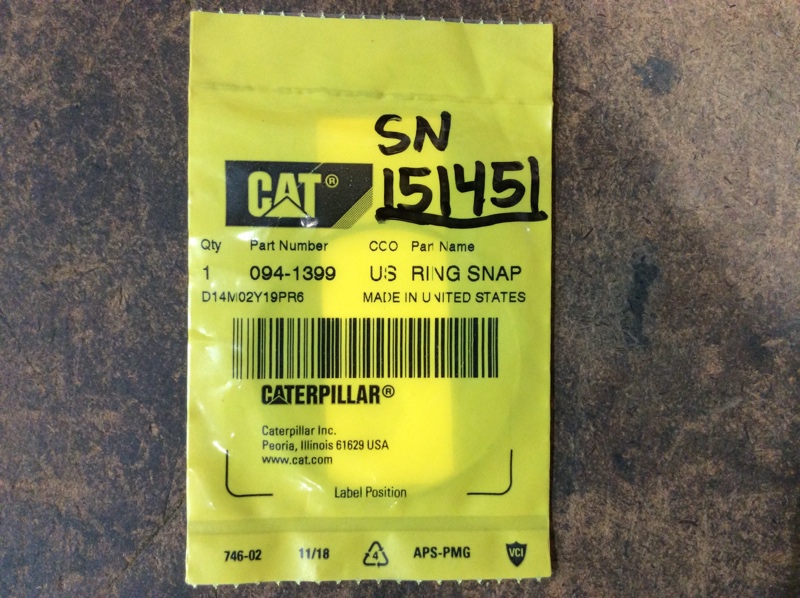 SN
151451
CAT®
Qty Part Number CCO Part Name
1 094-1399 US RING SNAP
D14M02Y19PR6 MADE IN UNITED STATES
CATERPILLAR®
Caterpillar Inc.
Peoria, Illinois 61629 USA
www.cat.com
Label Position
746-02 11/18 4 APS-PMG VCI